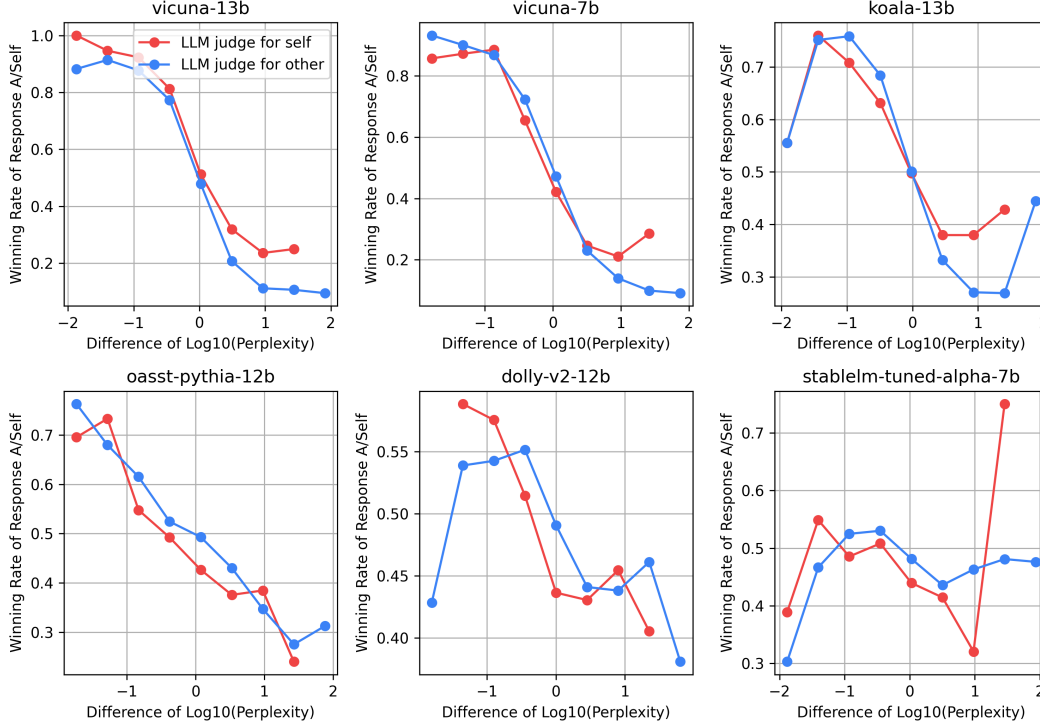 vicuna-13b
1.0
0.8
0.6
0.4
0.2
Winning Rate of Response A/Self
LLM judge for self
LLM judge for other
−2
−1
0
1
2
Difference of Log10(Perplexity)
vicuna-7b
0.8
0.6
0.4
0.2
Winning Rate of Response A/Self
−1
0
1
2
Difference of Log10(Perplexity)
koala-13b
0.7
0.6
0.5
0.4
0.3
Winning Rate of Response A/Self
−2
−1
0
1
2
Difference of Log10(Perplexity)
oasst-pythia-12b
0.7
0.6
0.5
0.4
0.3
Winning Rate of Response A/Self
−1
0
1
2
Difference of Log10(Perplexity)
dolly-v2-12b
0.55
0.50
0.45
0.40
Winning Rate of Response A/Self
−1
0
1
Difference of Log10(Perplexity)
stablelm-tuned-alpha-7b
0.7
0.6
0.5
0.4
0.3
Winning Rate of Response A/Self
−2
−1
0
1
2
Difference of Log10(Perplexity)